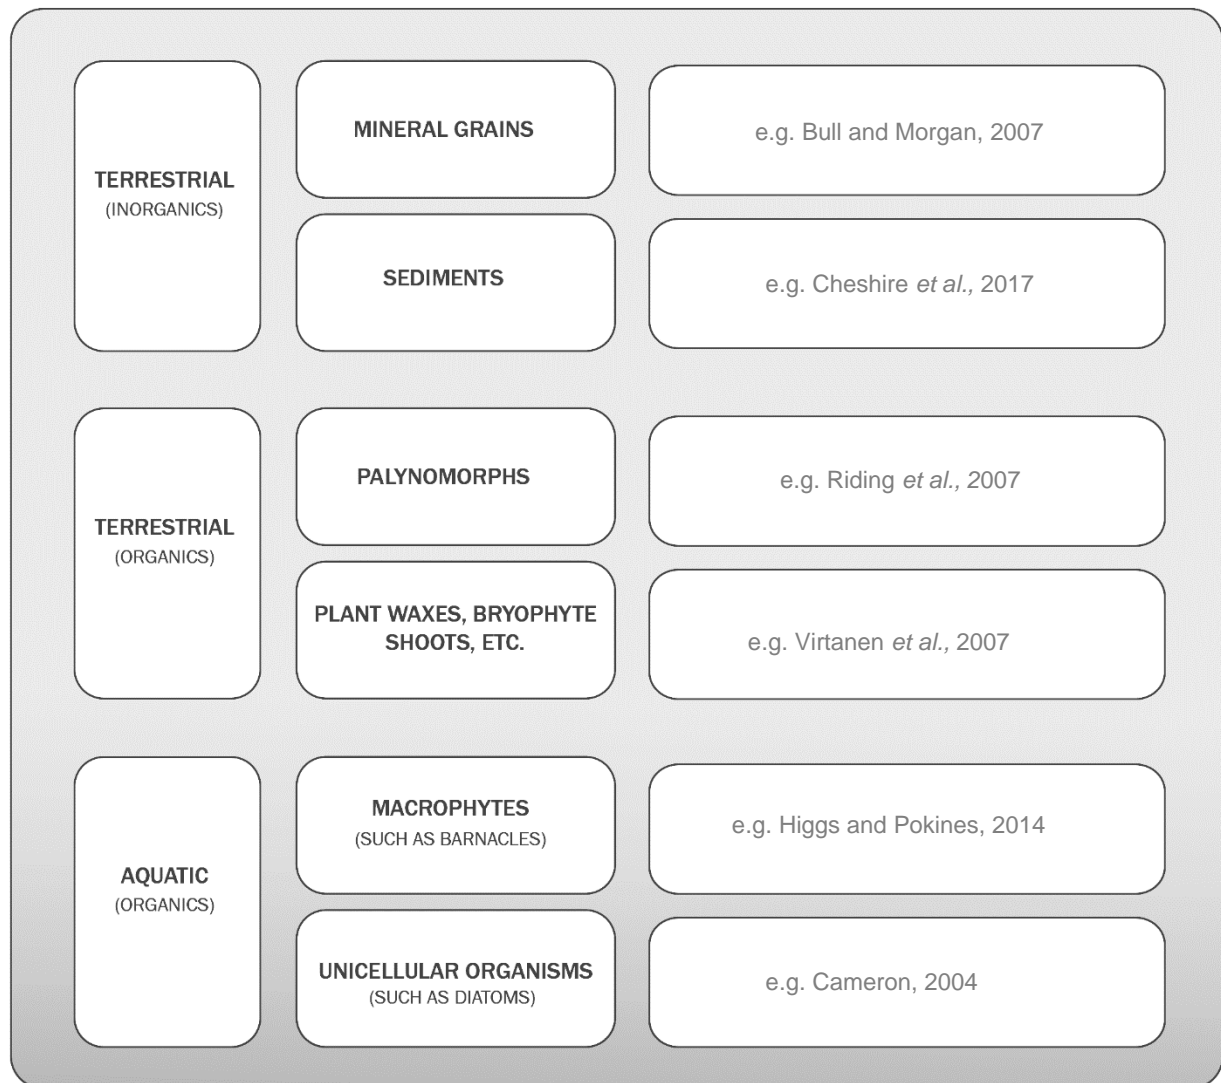 TERRESTRIAL
(INORGANICS)
MINERAL GRAINS
e.g. Bull and Morgan, 2007
SEDIMENTS
e.g. Cheshire et al., 2017
TERRESTRIAL
(ORGANICS)
PALYNOMORPHS
e.g. Riding et al., 2007
PLANT WAXES, BRYOPHYTE
SHOOTS, ETC.
e.g. Virtanen et al., 2007
AQUATIC
(ORGANICS)
MACROPHYTES
(SUCH AS BARNACLES)
e.g. Higgs and Pokines, 2014
UNICELLULAR ORGANISMS
(SUCH AS DIATOMS)
e.g. Cameron, 2004